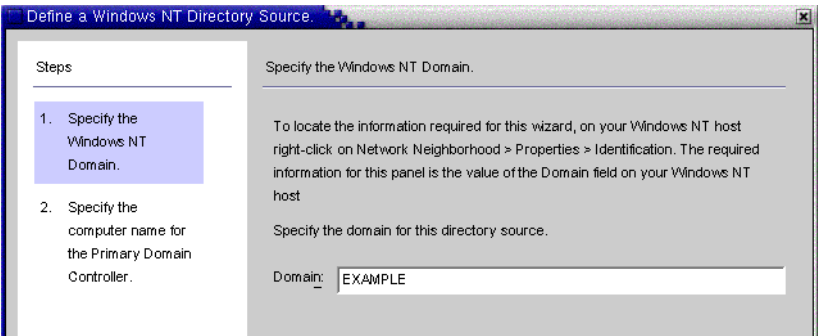 Define a Windows NT Directory Source.
Steps
1. Specify the
Windows NT
Domain.
2. Specify the
computer name for
the Primary Domain
Controller.
Specify the Windows NT Domain.
To locate the information required for this wizard, on your Windows NT host
right-click on Network Neighborhood > Properties > Identification. The required
information for this panel is the value of the Domain field on your Windows NT
host
Specify the domain for this directory source.
Domain: EXAMPLE